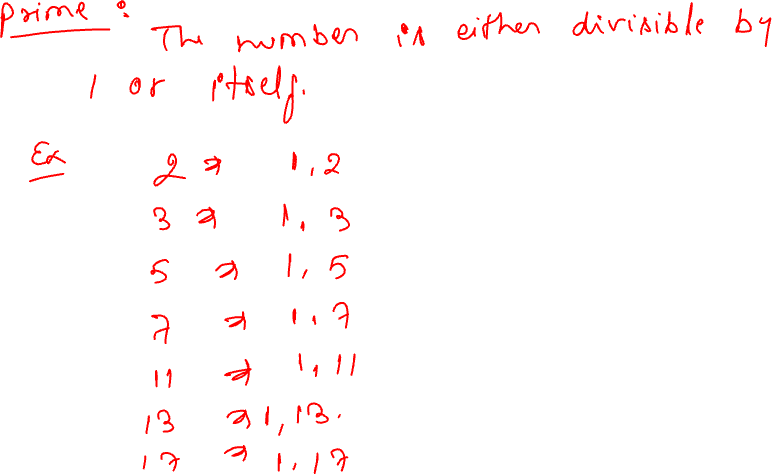 Prime :
The number is either divisible by
1 or itself.
Ex
2 ⇒ 1, 2
3 ⇒ 1, 3
5 ⇒ 1, 5
7 ⇒ 1, 7
11 ⇒ 1, 11
13 ⇒ 1, 13.
17 ⇒ 1, 17